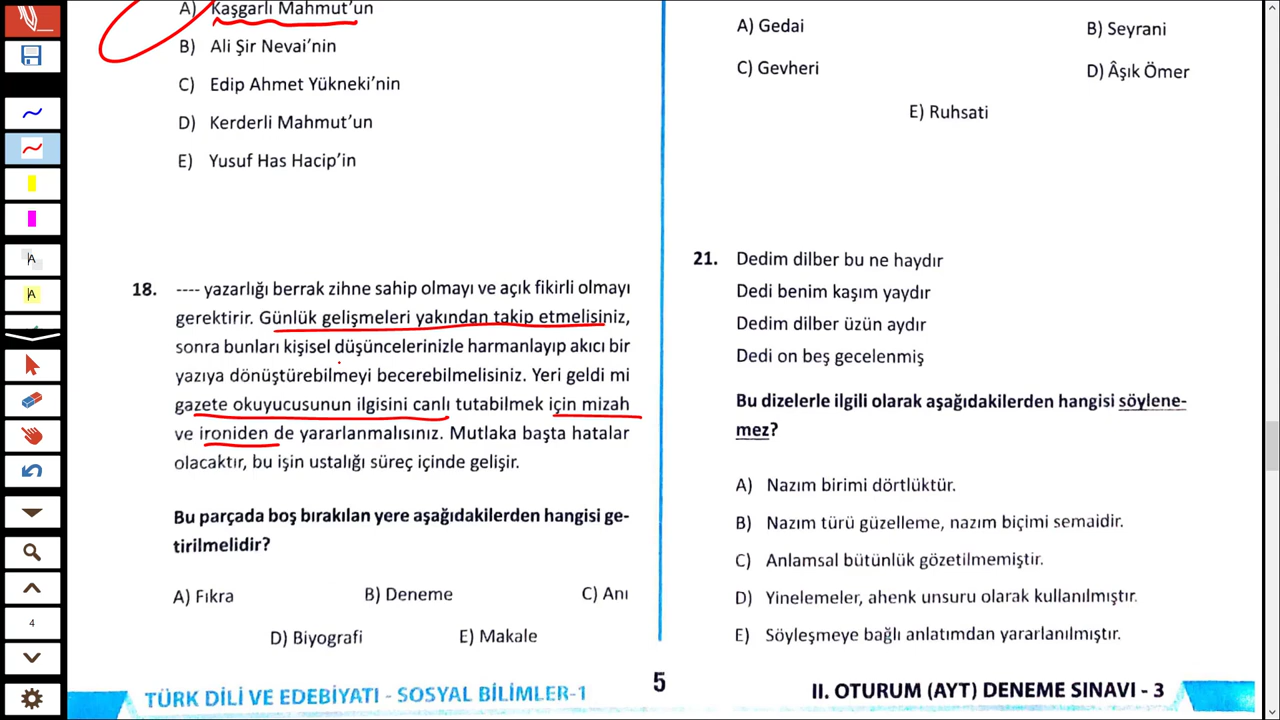 A) Kaşgarlı Mahmut’un
B) Ali Şir Nevai’nin
C) Edip Ahmet Yükneki’nin
D) Kerderli Mahmut’un
E) Yusuf Has Hacip’in
18. ---- yazarlığı berrak zihne sahip olmayı ve açık fikirli olmayı
gerektirir. Günlük gelişmeleri yakından takip etmelisiniz,
sonra bunları kişisel düşüncelerinizle harmanlayıp akıcı bir
yazıya dönüştürebilmeyi becerebilmelisiniz. Yeri geldi mi
gazete okuyucusunun ilgisini canlı tutabilmek için mizah
ve ironiden de yararlanmalısınız. Mutlaka başta hatalar
olacaktır, bu işin ustalığı süreç içinde gelişir.
Bu parçada boş bırakılan yere aşağıdakilerden hangisi ge-
tirilmelidir?
A) Fıkra B) Deneme C) Anı
D) Biyografi E) Makale
A) Gedai B) Seyrani
C) Gevheri D) Âşık Ömer
E) Ruhsati
21. Dedim dilber bu ne haydır
Dedi benim kaşım yaydır
Dedim dilber üzün aydır
Dedi on beş gecelenmiş
Bu dizelerle ilgili olarak aşağıdakilerden hangisi söylene-
mez?
A) Nazım birimi dörtlüktür.
B) Nazım türü güzelleme, nazım biçimi semaidir.
C) Anlamsal bütünlük gözetilmemiştir.
D) Yinelemeler, ahenk unsuru olarak kullanılmıştır.
E) Söyleşmeye bağlı anlatımdan yararlanılmıştır.
TÜRK DİLİ VE EDEBİYATI - SOSYAL BİLİMLER-1
5
II. OTURUM (AYT) DENEME SINAVI - 3
A
A
4